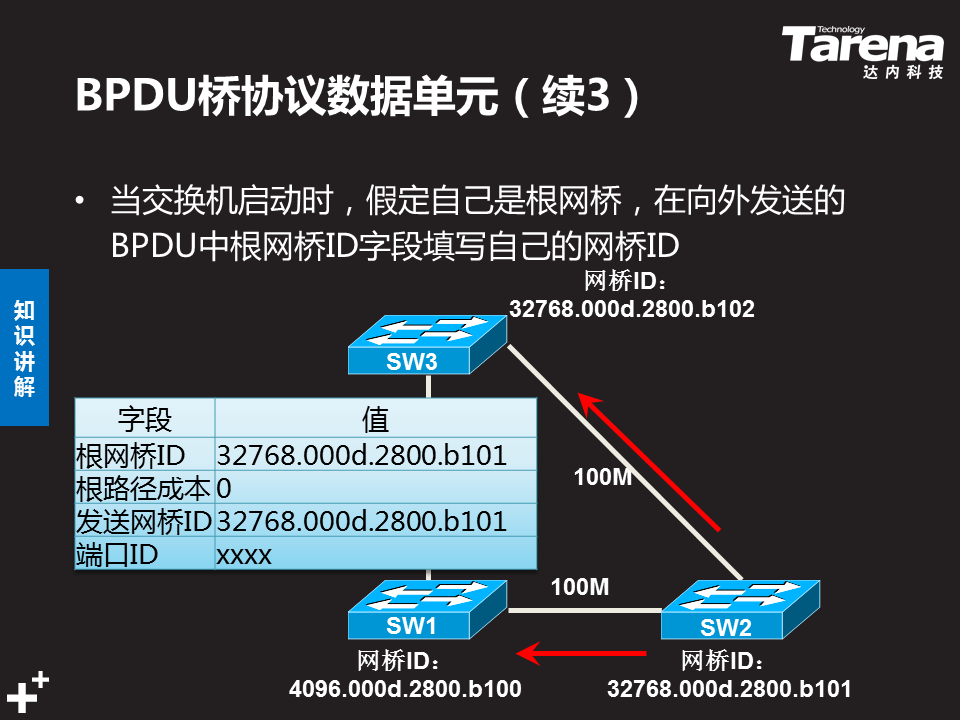 Technology
Tarena
达内科技
BPDU桥协议数据单元（续3）
• 当交换机启动时，假定自己是根网桥，在向外发送的
BPDU中根网桥ID字段填写自己的网桥ID
知识讲解
网桥ID：
32768.000d.2800.b102
SW3
字段 值
根网桥ID 32768.000d.2800.b101
根路径成本 0
发送网桥ID 32768.000d.2800.b101
端口ID xxxx
100M
100M
SW1
SW2
网桥ID：
4096.000d.2800.b100
网桥ID：
32768.000d.2800.b101